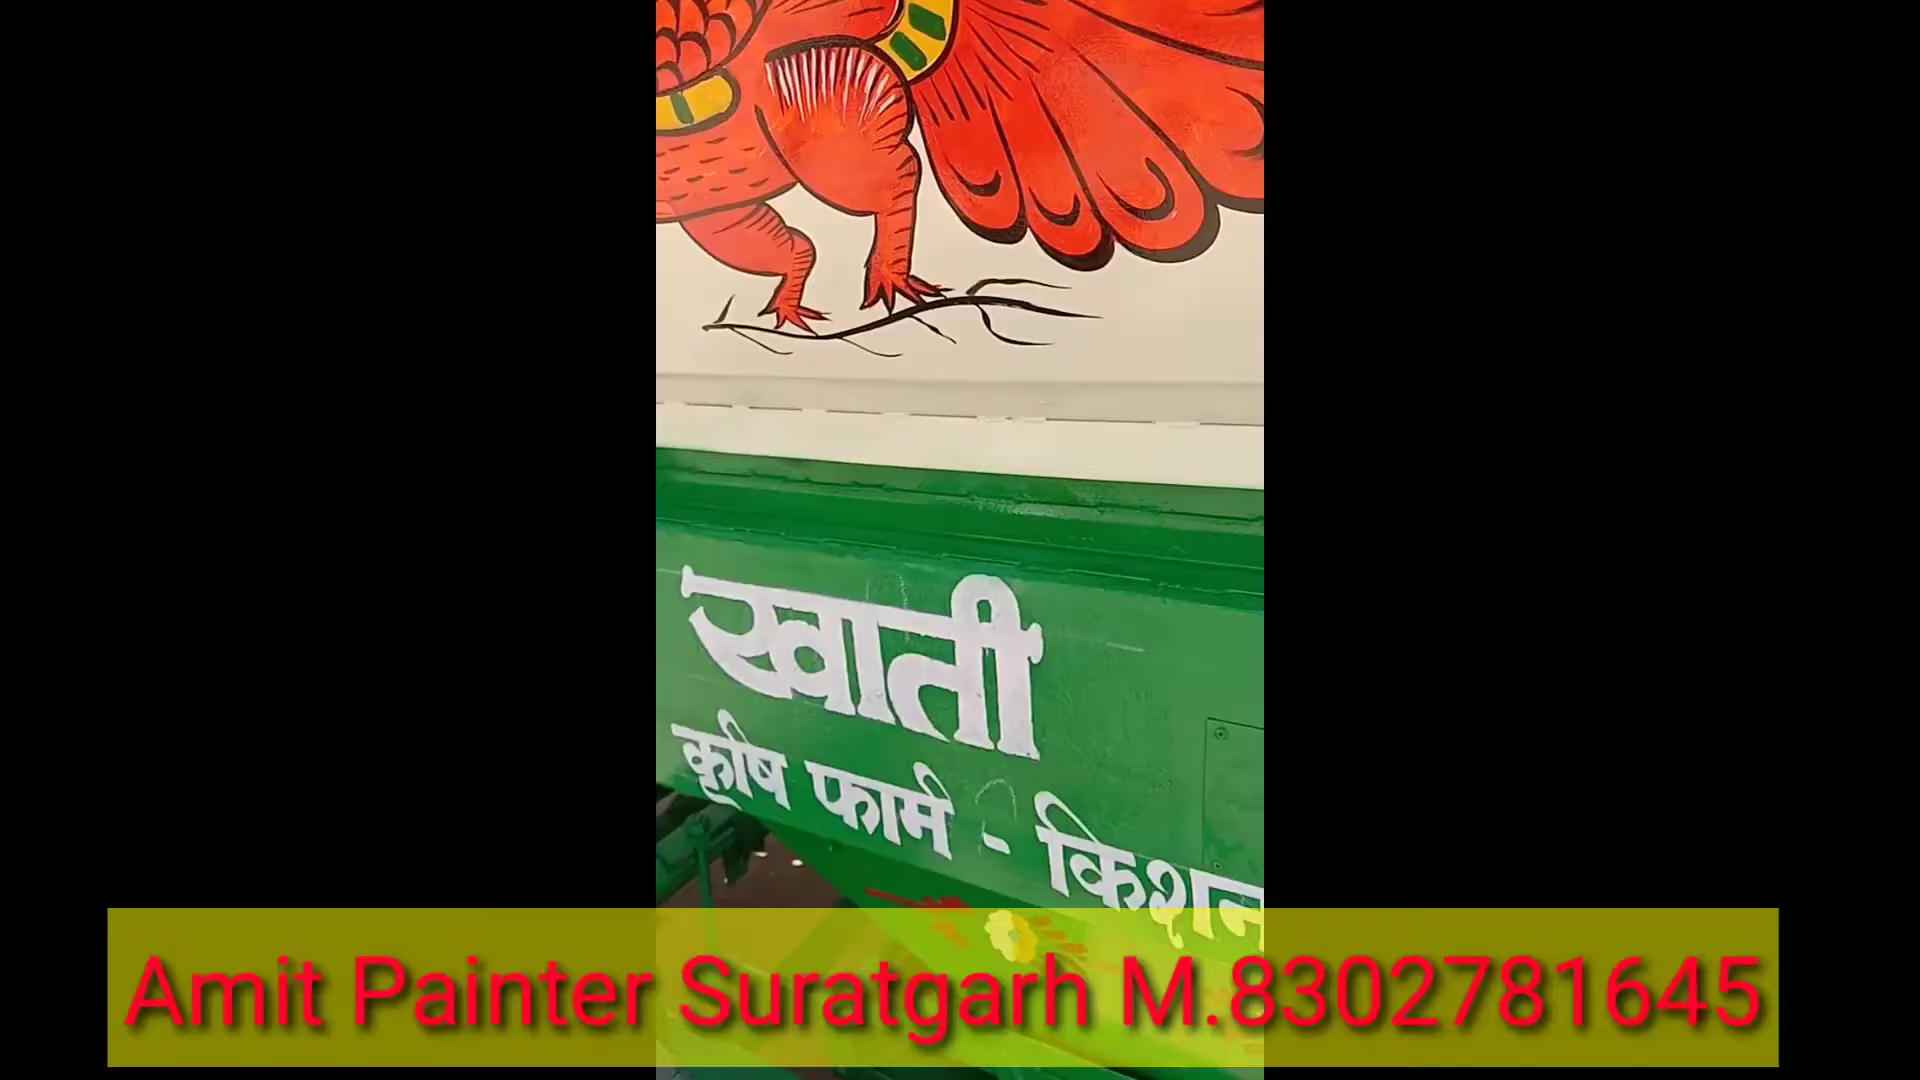 खाती
कृषि फार्म - किशन
Amit Painter Suratgarh M.8302781645